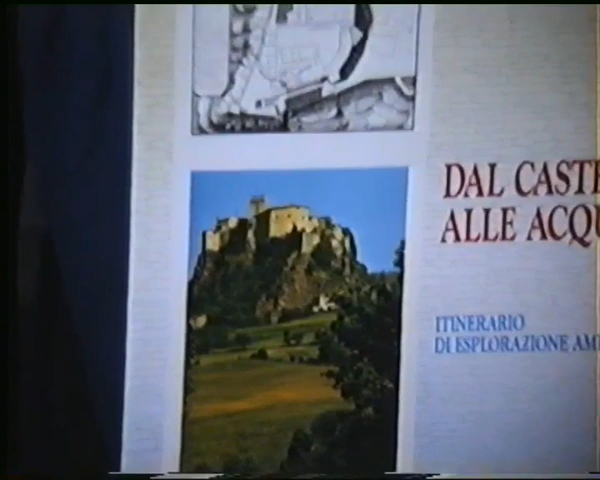 DAL CASTE
ALLE ACQU
ITINERARIO
DI ESPLORAZIONE AM